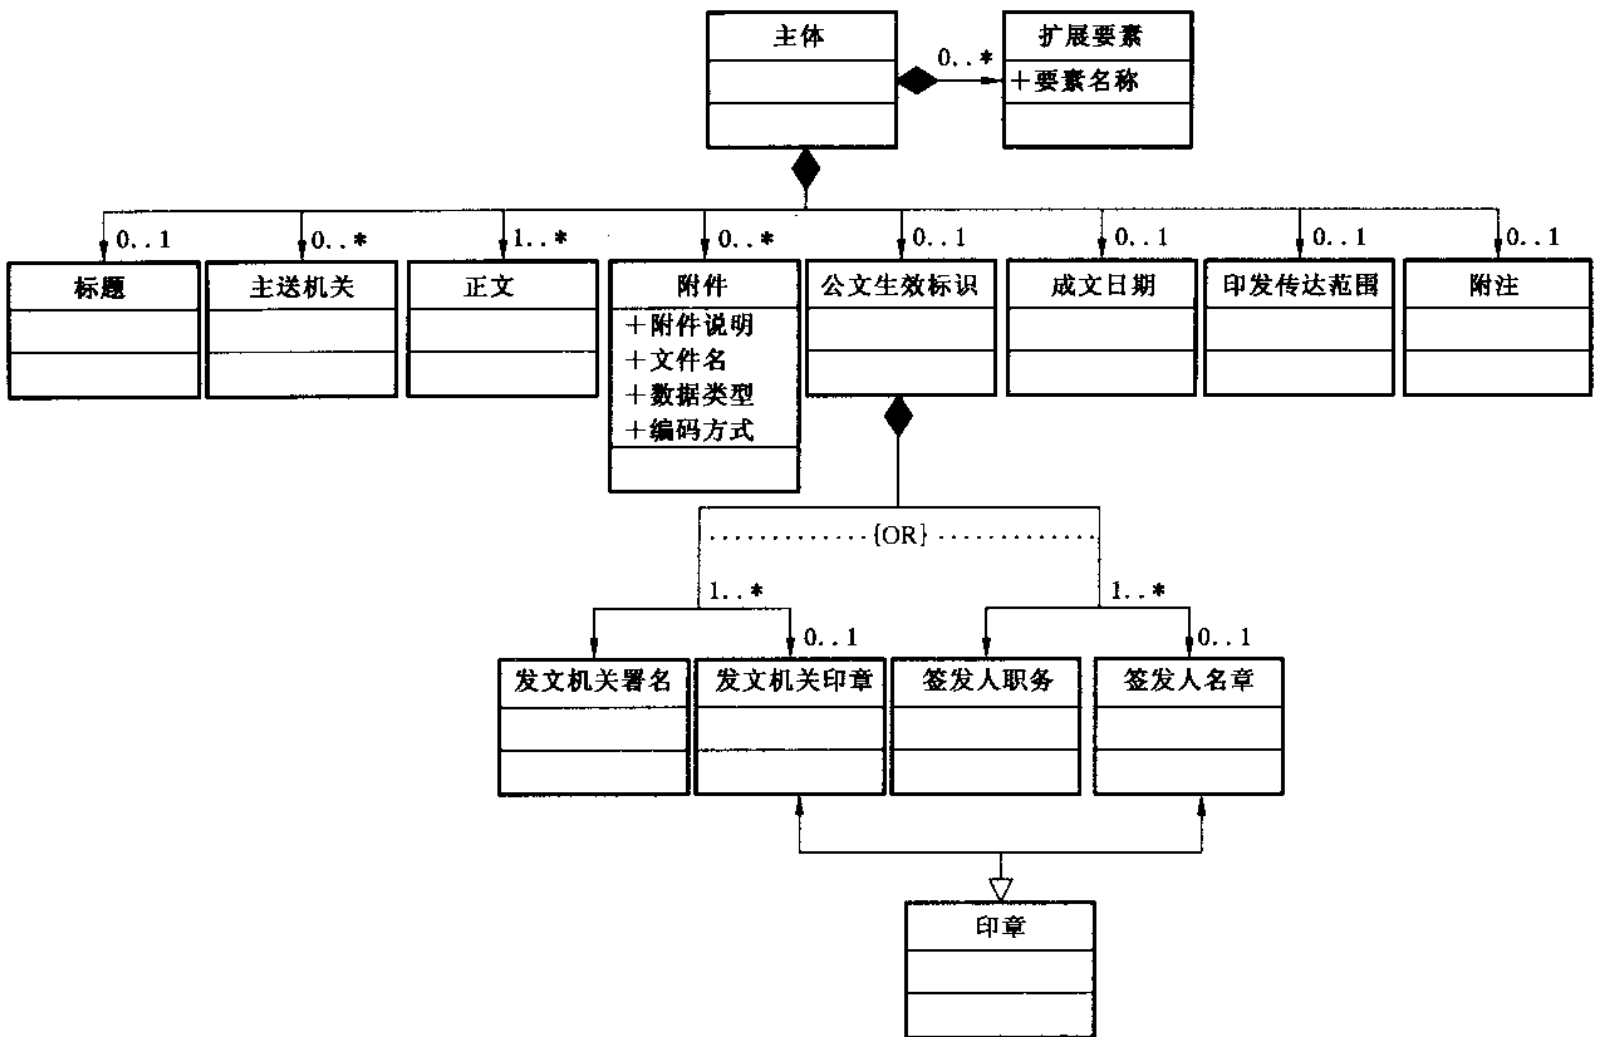 主体
扩展要素
0..*
+要素名称
0..1
0..*
1..*
0..*
0..1
0..1
0..1
0..1
标题
主送机关
正文
附件
公文生效标识
成文日期
印发传达范围
附注
+附件说明
+文件名
+数据类型
+编码方式
{OR}
1..*
1..*
0..1
0..1
发文机关署名
发文机关印章
签发人职务
签发人名章
印章